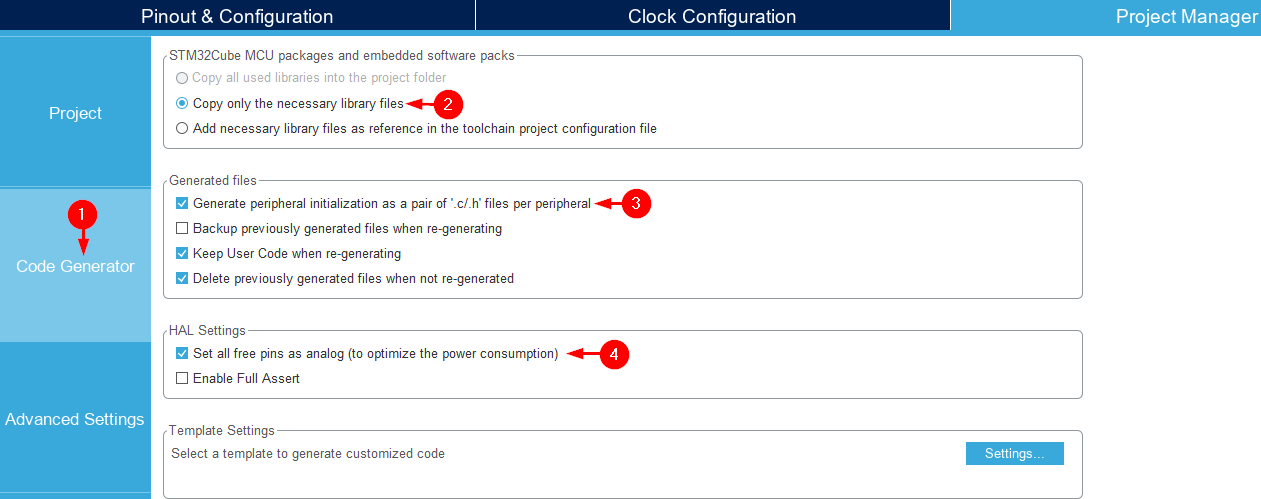 Pinout & Configuration
Clock Configuration
Project Manager
Project
1
Code Generator
Advanced Settings
STM32Cube MCU packages and embedded software packs
Copy all used libraries into the project folder
Copy only the necessary library files 2
Add necessary library files as reference in the toolchain project configuration file
Generated files
Generate peripheral initialization as a pair of '.c/.h' files per peripheral 3
Backup previously generated files when re-generating
Keep User Code when re-generating
Delete previously generated files when not re-generated
HAL Settings
Set all free pins as analog (to optimize the power consumption) 4
Enable Full Assert
Template Settings
Select a template to generate customized code
Settings...